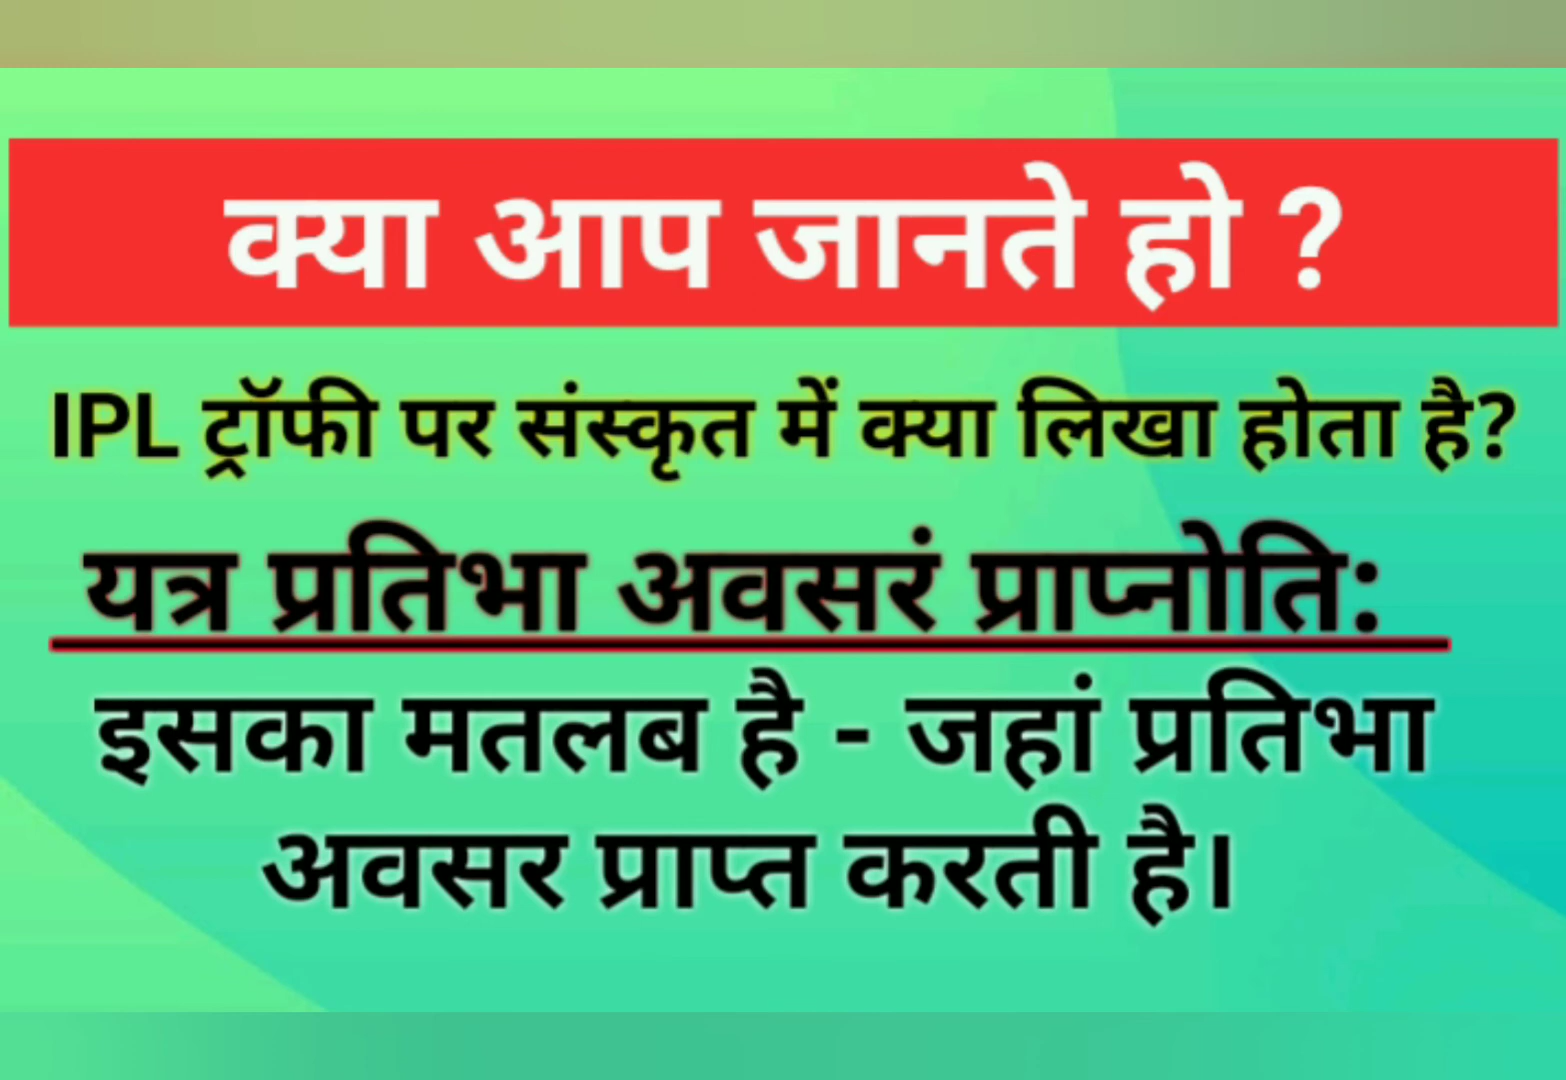 क्या आप जानते हो ?
IPL ट्रॉफी पर संस्कृत में क्या लिखा होता है?
यत्र प्रतिभा अवसरं प्राप्नोति:
इसका मतलब है - जहां प्रतिभा
अवसर प्राप्त करती है।